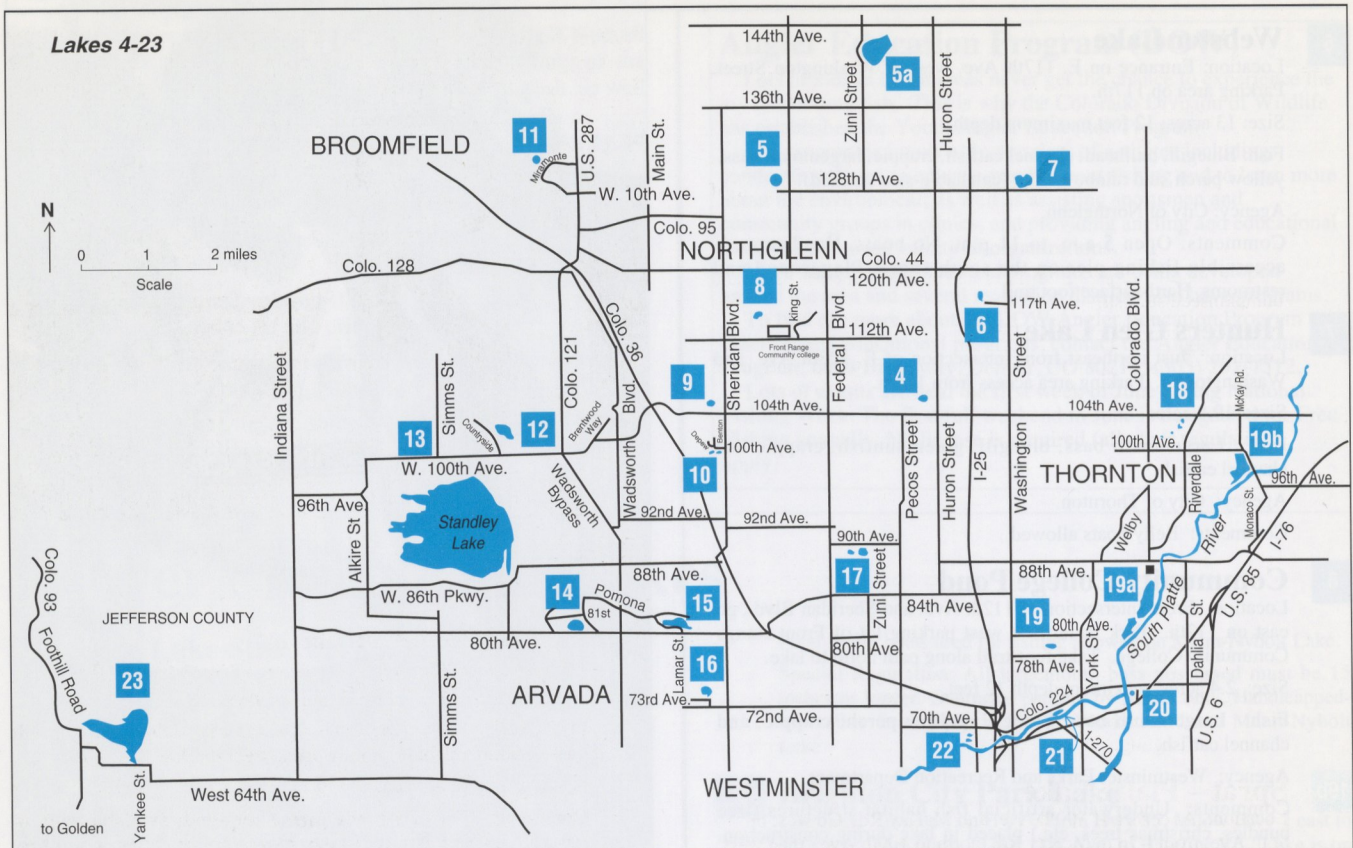 Lakes 4-23
144th Ave.
5a
136th Ave.
Zuni Street
Huron Street
BROOMFIELD
11
Miramonte
U.S. 287
Main St.
5
128th Ave.
7
W. 10th Ave.
N
Colo. 95
NORTHGLENN
0 1 2 miles
Scale
Colo. 128
Colo. 44
120th Ave.
8
king St.
117th Ave.
6
112th Ave.
Front Range
Community college
Sheridan Blvd.
Federal Blvd.
Colo. 36
Colo. 121
Indiana Street
Simms St.
Colorado Blvd.
9
4
18
McKay Rd.
104th Ave.
104th Ave.
Countryside
12
Brentwood
Way
Wadsworth Blvd.
13
W. 100th Ave.
Depew
Benton
100th Ave.
10
100th Ave.
19b
THORNTON
Riverdale
96th Ave.
96th Ave.
Standley
Lake
Wadsworth
Bypass
92nd Ave.
92nd Ave.
Pecos Street
Huron Street
I-25
Washington Street
Welby
Monaco St.
I-76
Alkire St
90th Ave.
17
Zuni Street
88th Ave.
88th Ave.
19a
South Platte River
U.S. 85
Colo. 93
W. 86th Pkwy.
14
Pomona
81st
15
84th Ave.
19
80th Ave.
JEFFERSON COUNTY
80th Ave.
80th Ave.
78th Ave.
York St.
Dahlia St.
Foothill Road
23
ARVADA
Lamar St.
16
73rd Ave.
72nd Ave.
70th Ave.
Colo. 224
20
U.S. 6
Simms St.
22
21
I-270
WESTMINSTER
West 64th Ave.
Yankee St.
to Golden